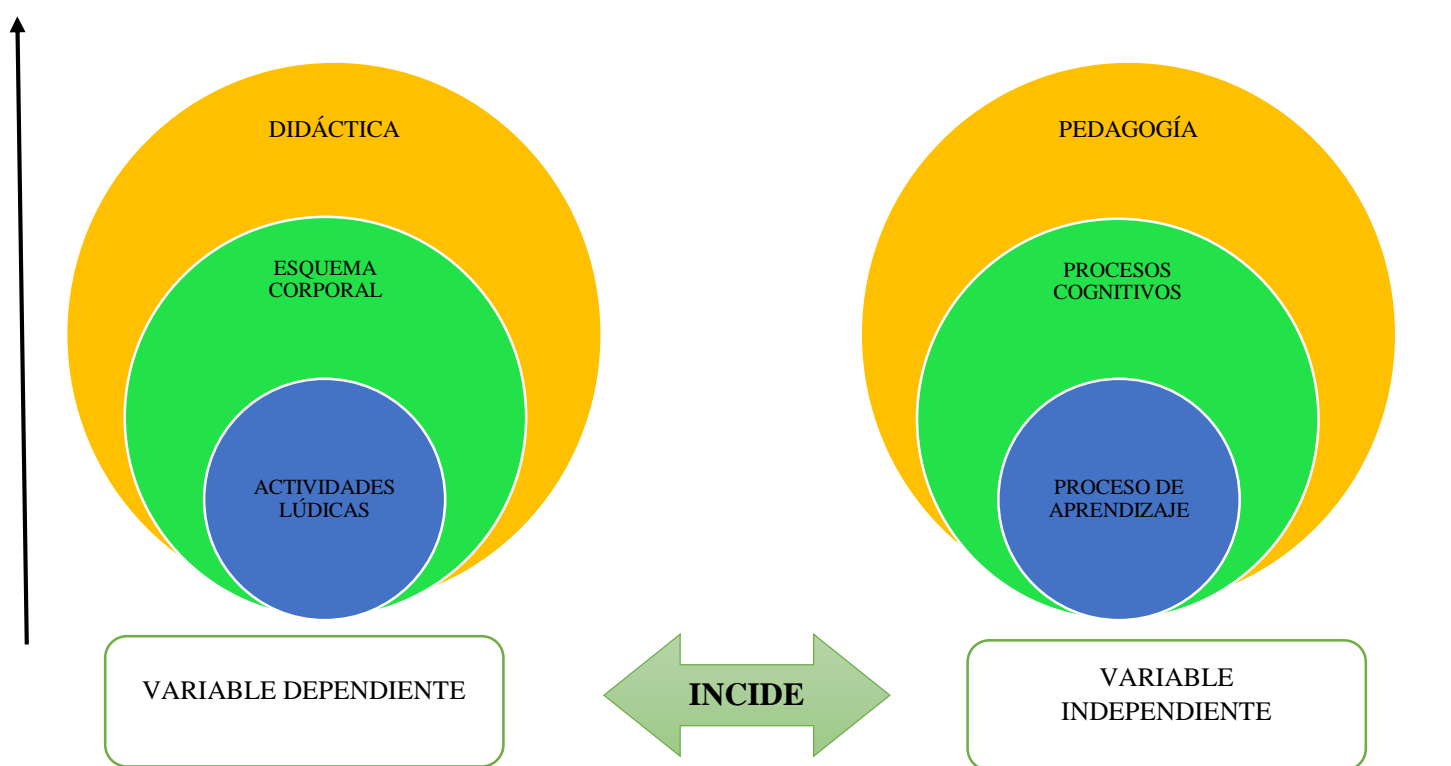 DIDÁCTICA
ESQUEMA
CORPORAL
ACTIVIDADES
LÚDICAS
PEDAGOGÍA
PROCESOS
COGNITIVOS
PROCESO DE
APRENDIZAJE
VARIABLE DEPENDIENTE
INCIDE
VARIABLE
INDEPENDIENTE